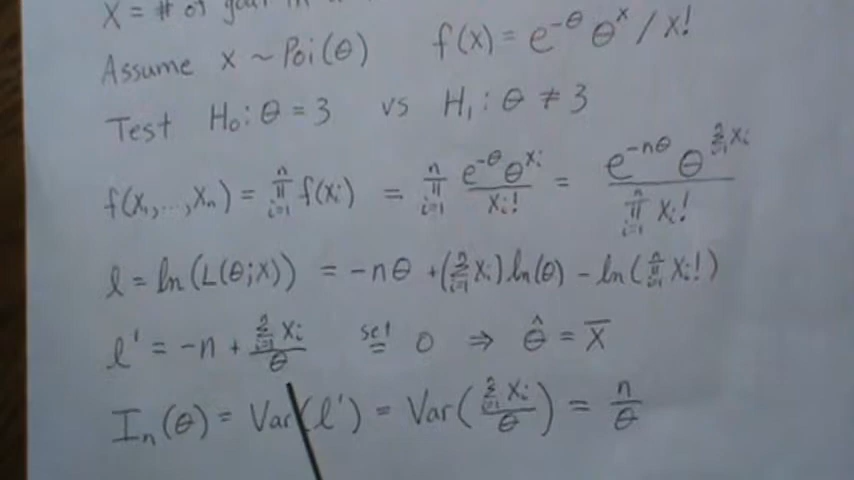 X = # of goals in a
Assume x ~ Poi(θ) f(x) = e^{-θ} θ^x / x!
Test H₀: θ = 3 vs H₁: θ ≠ 3
f(x₁,...,xₙ) = ∏_{i=1}^{n} f(xᵢ) = ∏_{i=1}^{n} e^{-θ} θ^{xᵢ} / xᵢ! = e^{-nθ} θ^{Σ_{i=1}^{n} xᵢ} / ∏_{i=1}^{n} xᵢ!
ℓ = ln(L(θ;x)) = -nθ + (Σ_{i=1}^{n} xᵢ) ln(θ) - ln(∏_{i=1}^{n} xᵢ!)
ℓ' = -n + Σ_{i=1}^{n} xᵢ / θ set = 0 ⇒ θ̂ = X̄
Iₙ(θ) = Var(ℓ') = Var(Σ_{i=1}^{n} xᵢ / θ) = n / θ